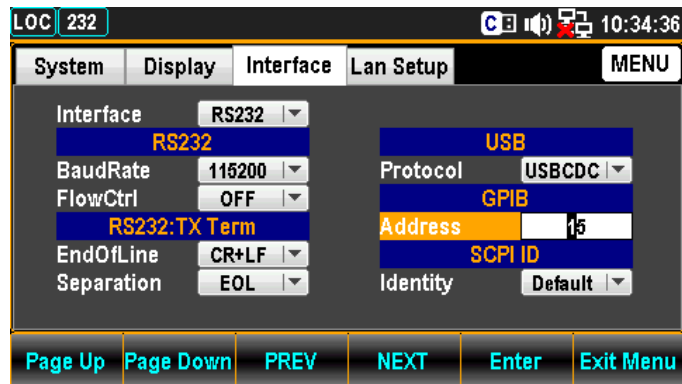 LOC 232 C 10:34:36
System Display Interface Lan Setup MENU
Interface RS232
RS232 USB
BaudRate 115200 Protocol USBCDC
FlowCtrl OFF GPIB
RS232:TX Term Address 15
EndOfLine CR+LF SCPI ID
Separation EOL Identity Default
Page Up Page Down PREV NEXT Enter Exit Menu